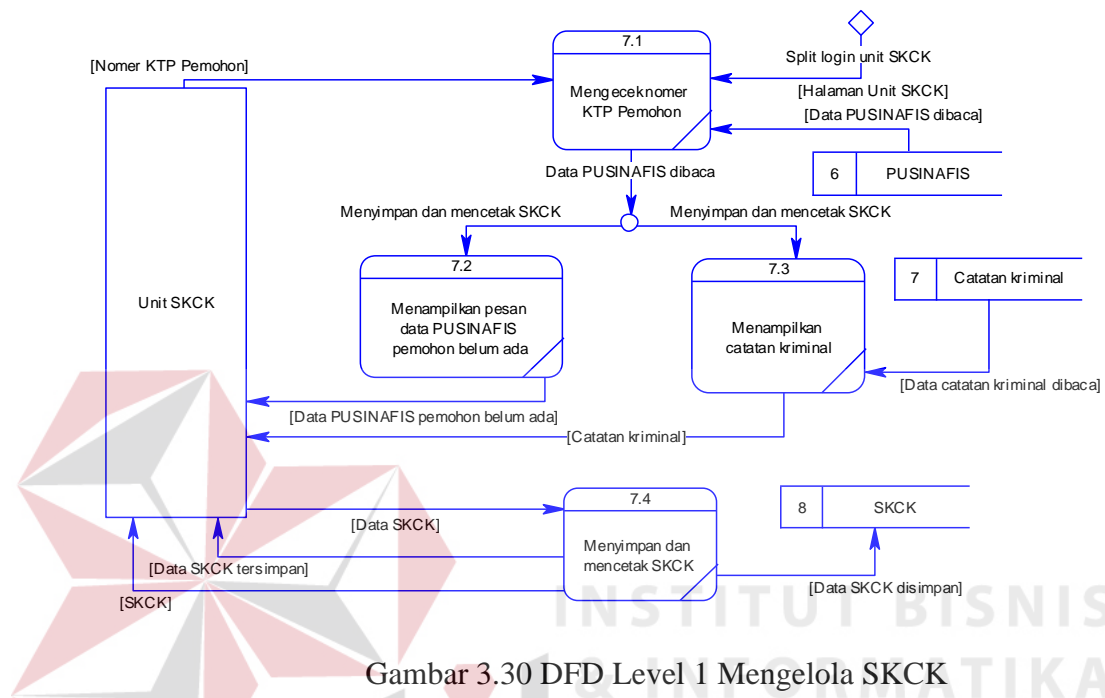 7.1
Split login unit SKCK
[Nomer KTP Pemohon]
Mengecek nomer
KTP Pemohon
[Halaman Unit SKCK]
[Data PUSINAFIS dibaca]
6 PUSINAFIS
Data PUSINAFIS dibaca
Menyimpan dan mencetak SKCK
Menyimpan dan mencetak SKCK
7.2
7.3
7 Catatan kriminal
Unit SKCK
Menampilkan pesan
data PUSINAFIS
pemohon belum ada
Menampilkan
catatan kriminal
[Data catatan kriminal dibaca]
[Data PUSINAFIS pemohon belum ada]
[Catatan kriminal]
7.4
8 SKCK
[Data SKCK]
Menyimpan dan
mencetak SKCK
[Data SKCK tersimpan]
[Data SKCK disimpan]
[SKCK]
INSTITUT BISNIS
& INFORMATIKA
Gambar 3.30 DFD Level 1 Mengelola SKCK